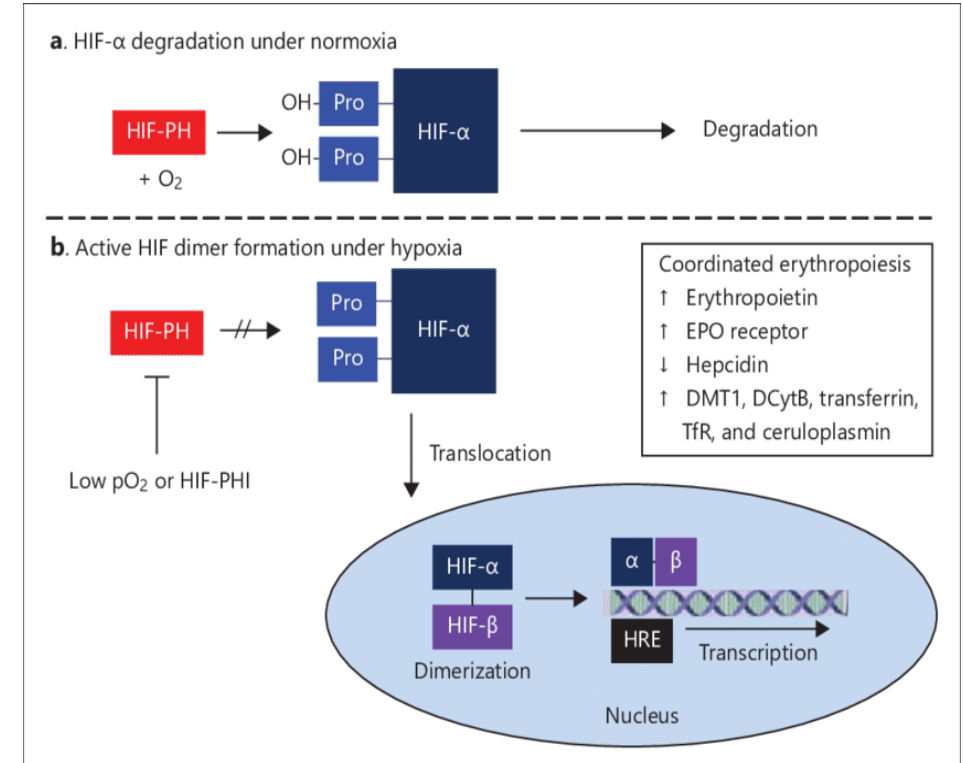 a. HIF-α degradation under normoxia
HIF-PH
+ O₂
OH-
Pro
OH-
Pro
HIF-α
Degradation
b. Active HIF dimer formation under hypoxia
HIF-PH
Low pO₂ or HIF-PHI
Pro
Pro
HIF-α
Translocation
Coordinated erythropoiesis
↑ Erythropoietin
↑ EPO receptor
↓ Hepcidin
↑ DMT1, DCytB, transferrin,
TfR, and ceruloplasmin
HIF-α
HIF-β
Dimerization
α
β
HRE
Transcription
Nucleus